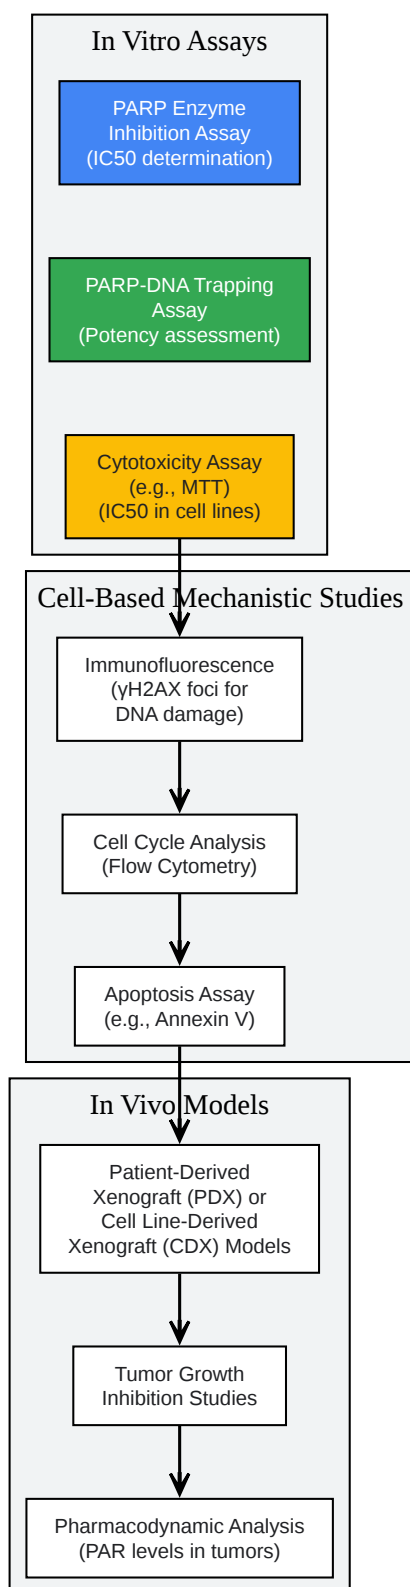 In Vitro Assays
PARP Enzyme
Inhibition Assay
(IC50 determination)
PARP-DNA Trapping
Assay
(Potency assessment)
Cytotoxicity Assay
(e.g., MTT)
(IC50 in cell lines)
Cell-Based Mechanistic Studies
Immunofluorescence
(γH2AX foci for
DNA damage)
Cell Cycle Analysis
(Flow Cytometry)
Apoptosis Assay
(e.g., Annexin V)
In Vivo Models
Patient-Derived
Xenograft (PDX) or
Cell Line-Derived
Xenograft (CDX) Models
Tumor Growth
Inhibition Studies
Pharmacodynamic Analysis
(PAR levels in tumors)